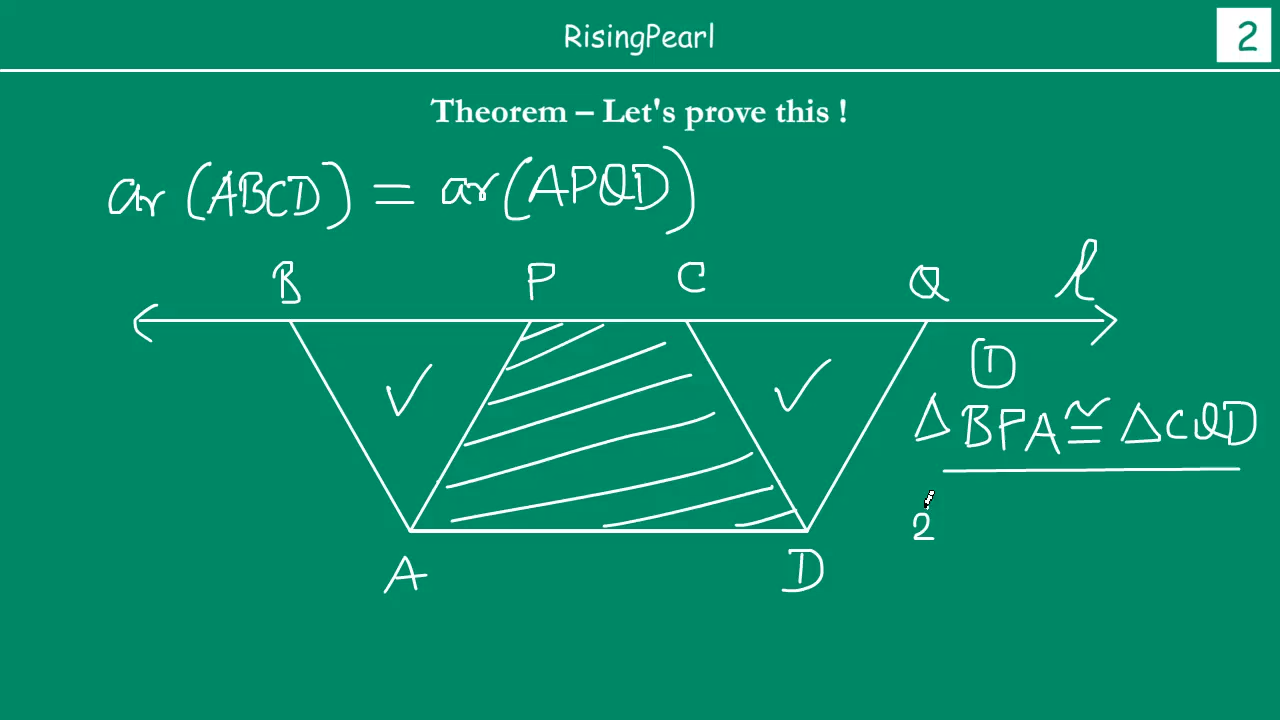 RisingPearl
2
Theorem – Let's prove this !
ar (ABCD) = ar (APQD)
B P C Q l
1
Δ BPA ≅ Δ CQD
2
A D